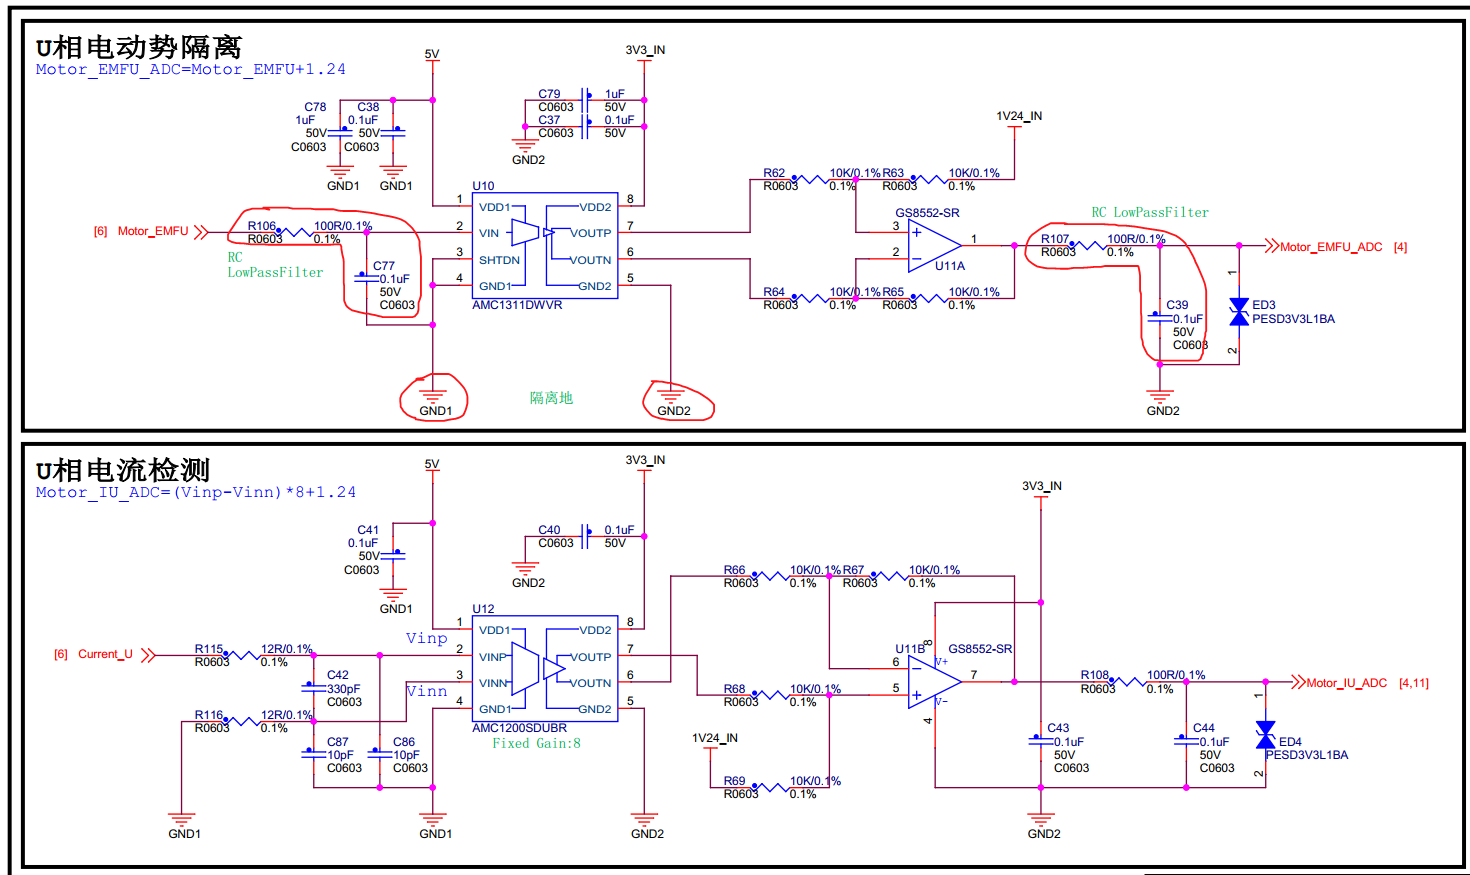 U相电动势隔离
Motor_EMFU_ADC=Motor_EMFU+1.24
5V
3V3_IN
C78
1uF
50V
C0603
C38
0.1uF
50V
C0603
GND1
GND1
C79
C0603
1uF
50V
C37
C0603
0.1uF
50V
GND2
1V24_IN
U10
1
2
3
4
VDD1
VIN
SHTDN
GND1
VDD2
VOUTP
VOUTN
GND2
8
7
6
5
AMC1311DWVR
[6] Motor_EMFU
R106
R0603
100R/0.1%
0.1%
RC
LowPassFilter
C77
0.1uF
50V
C0603
GND1
隔离地
GND2
R62
R0603
10K/0.1%
0.1%
R63
R0603
10K/0.1%
0.1%
GS8552-SR
3
2
1
+
−
U11A
R64
R0603
10K/0.1%
0.1%
R65
R0603
10K/0.1%
0.1%
RC LowPassFilter
R107
R0603
100R/0.1%
0.1%
Motor_EMFU_ADC [4]
C39
0.1uF
50V
C0603
1
2
ED3
PESD3V3L1BA
GND2
U相电流检测
Motor_IU_ADC=(Vinp-Vinn)*8+1.24
5V
3V3_IN
3V3_IN
C41
0.1uF
50V
C0603
GND1
C40
C0603
0.1uF
50V
GND2
U12
1
2
3
4
VDD1
VINP
VINN
GND1
VDD2
VOUTP
VOUTN
GND2
8
7
6
5
AMC1200SDUBR
Fixed Gain:8
Vinp
Vinn
[6] Current_U
R115
R0603
12R/0.1%
0.1%
C42
330pF
C0603
R116
R0603
12R/0.1%
0.1%
C87
10pF
C0603
C86
10pF
C0603
GND1
GND1
GND2
R66
R0603
10K/0.1%
0.1%
R67
R0603
10K/0.1%
0.1%
R68
R0603
10K/0.1%
0.1%
1V24_IN
R69
R0603
10K/0.1%
0.1%
U11B
GS8552-SR
8
V+
6
5
−
+
7
V-
4
R108
R0603
100R/0.1%
0.1%
Motor_IU_ADC [4,11]
C43
0.1uF
50V
C0603
C44
0.1uF
50V
C0603
1
2
ED4
PESD3V3L1BA
GND2